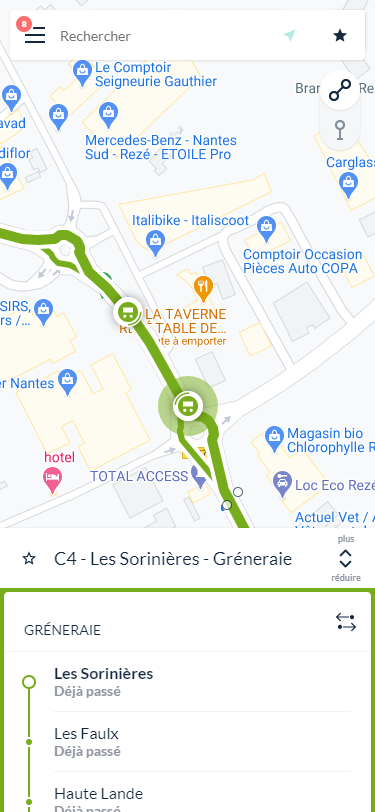 8
Rechercher
Le Comptoir
Seigneurie Gauthier
Bran
Re
avad
Mercedes-Benz - Nantes
Sud - Rezé - ETOILE Pro
diflor
Carglass
Italibike - Italiscoot
Comptoir Occasion
Pièces Auto COPA
SIRS,
rs /...
LA TAVERNE
TABLE DE...
te à emporter
er Nantes
hotel
Magasin bio
Chlorophylle R
TOTAL ACCESS
Loc Eco Rezé
Actuel Vet / A
C4 - Les Sorinières - Gréneraie
plus
réduire
GRÉNERAIE
Les Sorinières
Déjà passé
Les Faulx
Déjà passé
Haute Lande
Déjà passé